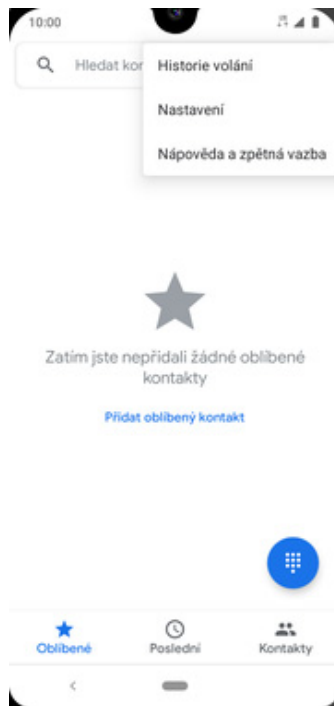 10:00
Hledat kon
Historie volání
Nastavení
Nápověda a zpětná vazba
Zatím jste nepřidali žádné oblíbené
kontakty
Přidat oblíbený kontakt
Oblíbené
Poslední
Kontakty